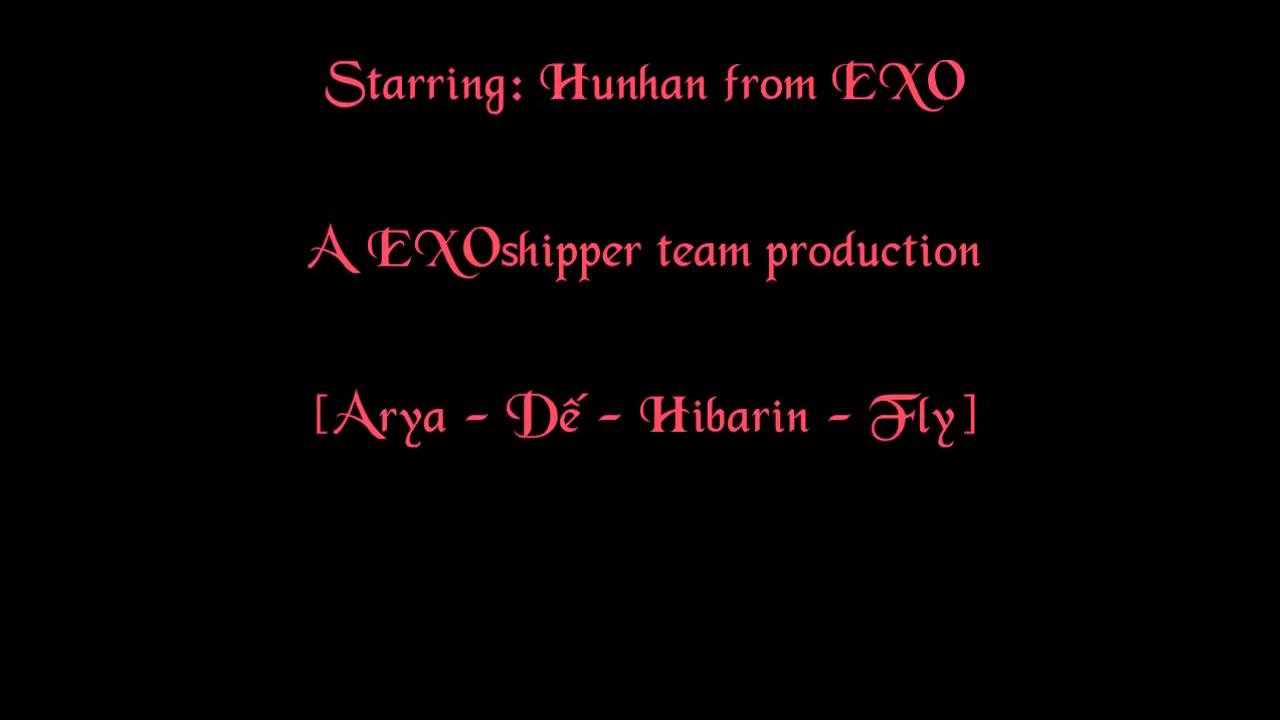 Starring: Hunhan from EXO
A EXOshipper team production
[Arya - Dế - Hibarin - Fly]